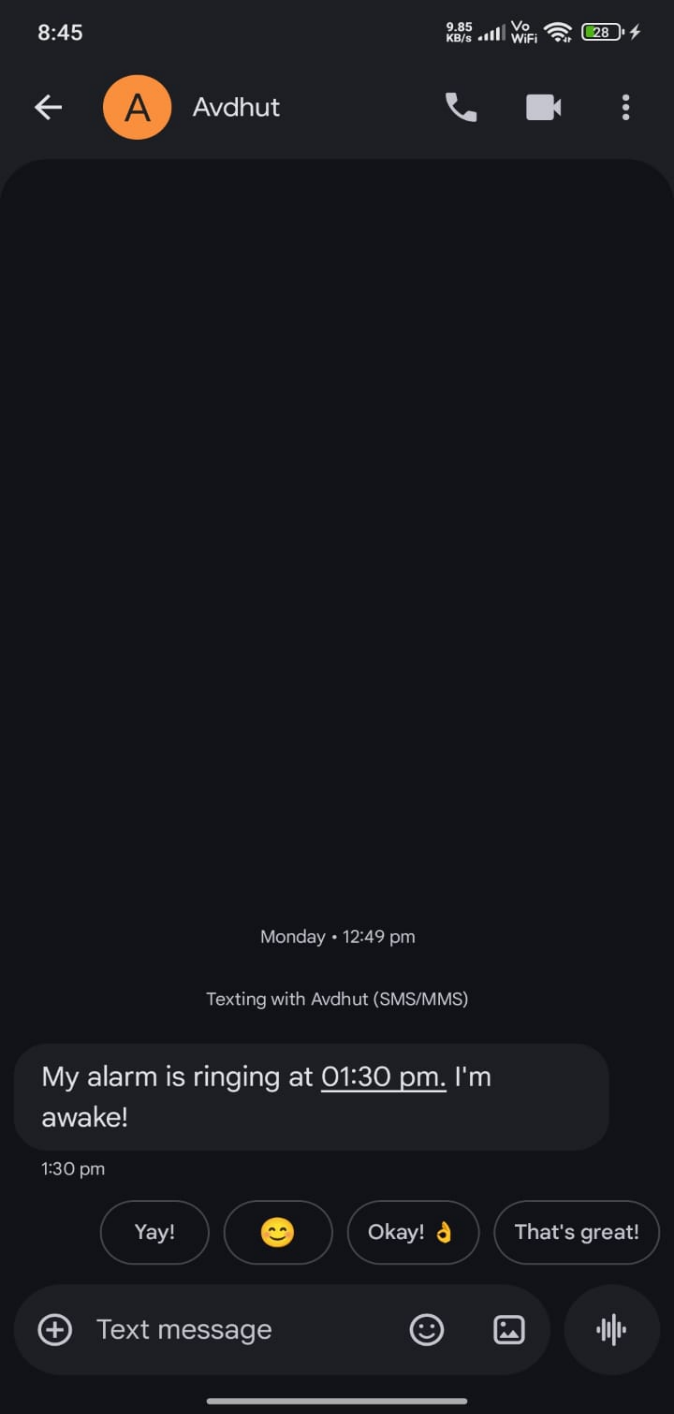 8:45
9.85 KB/s Vo WiFi 28
A Avdhut
Monday • 12:49 pm
Texting with Avdhut (SMS/MMS)
My alarm is ringing at 01:30 pm. I'm
awake!
1:30 pm
Yay! 😊 Okay! 👌 That's great!
Text message